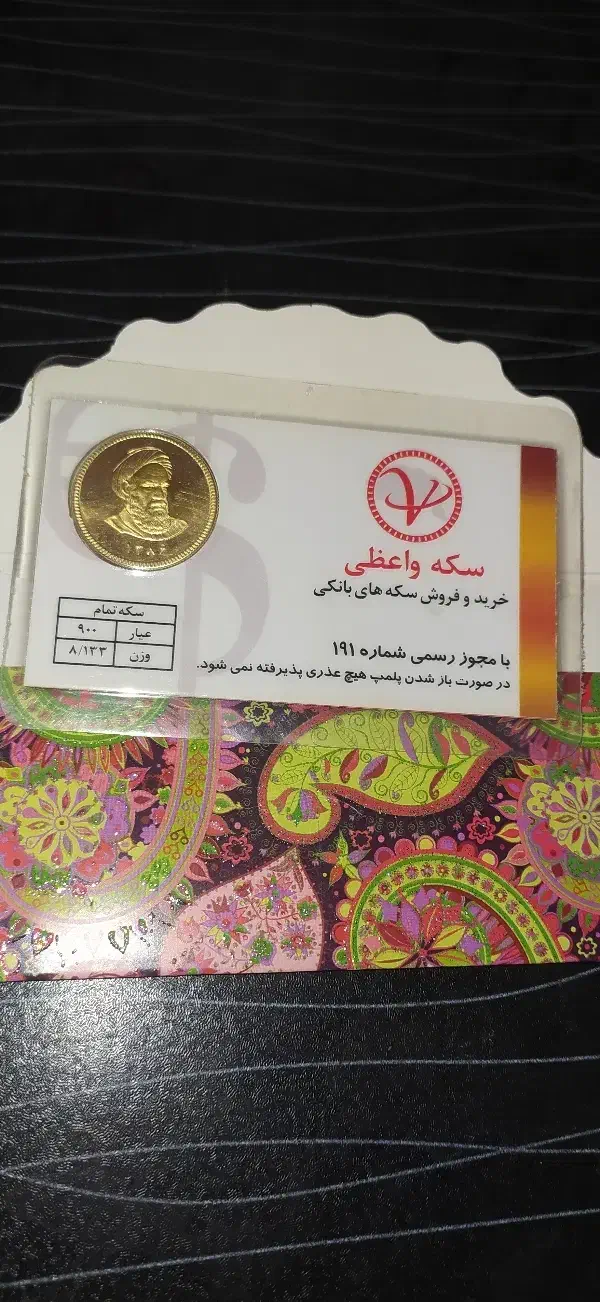 سکه واعظی
خرید و فروش سکه های بانکی
با مجوز رسمی شماره ۱۹۱
در صورت باز شدن پلمپ هیچ عذری پذیرفته نمی شود.
سکه تمام
عیار ۹۰۰
وزن ۸/۱۳۳
۱۳۸۶